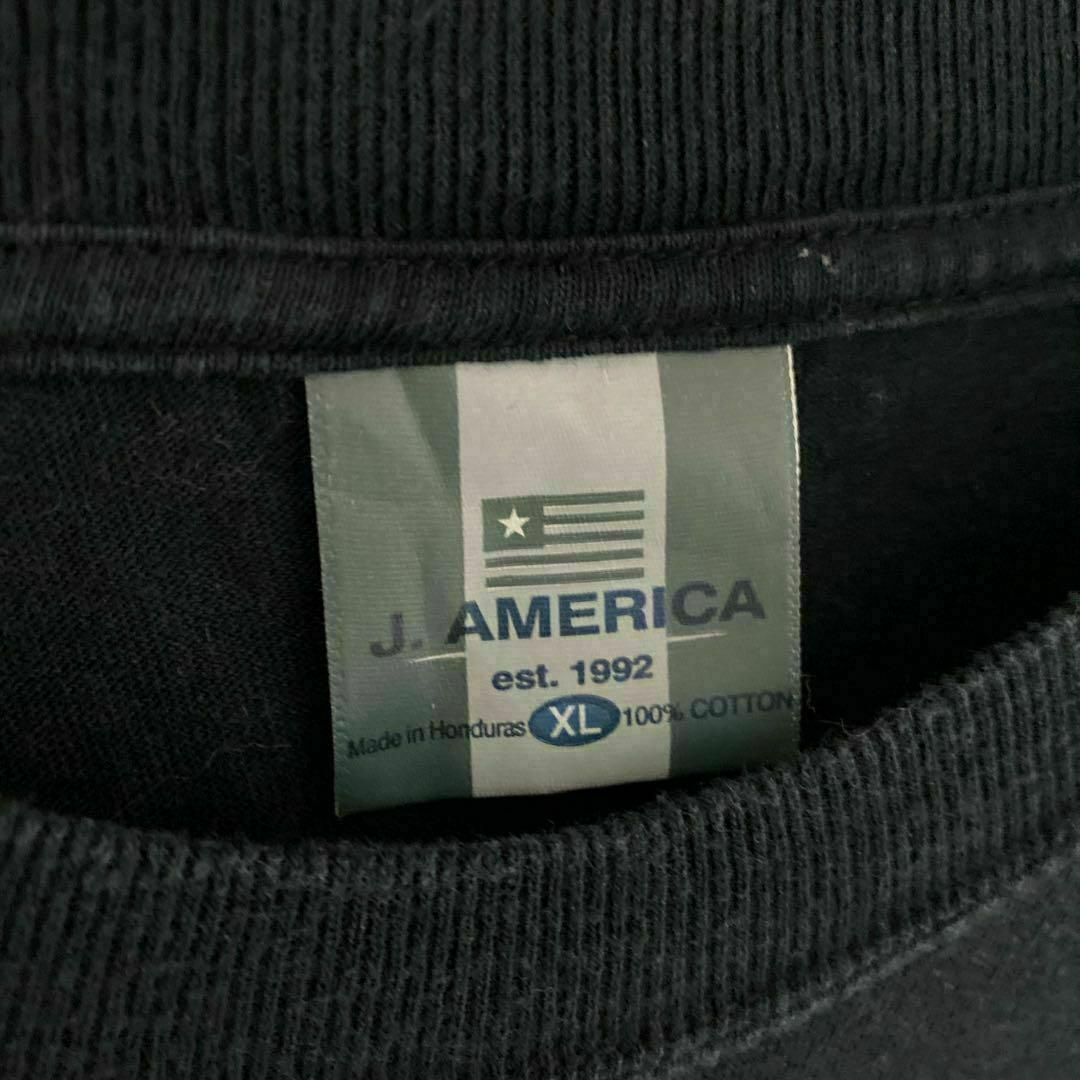 J. AMERICA
est. 1992
Made in Honduras XL 100% COTTON